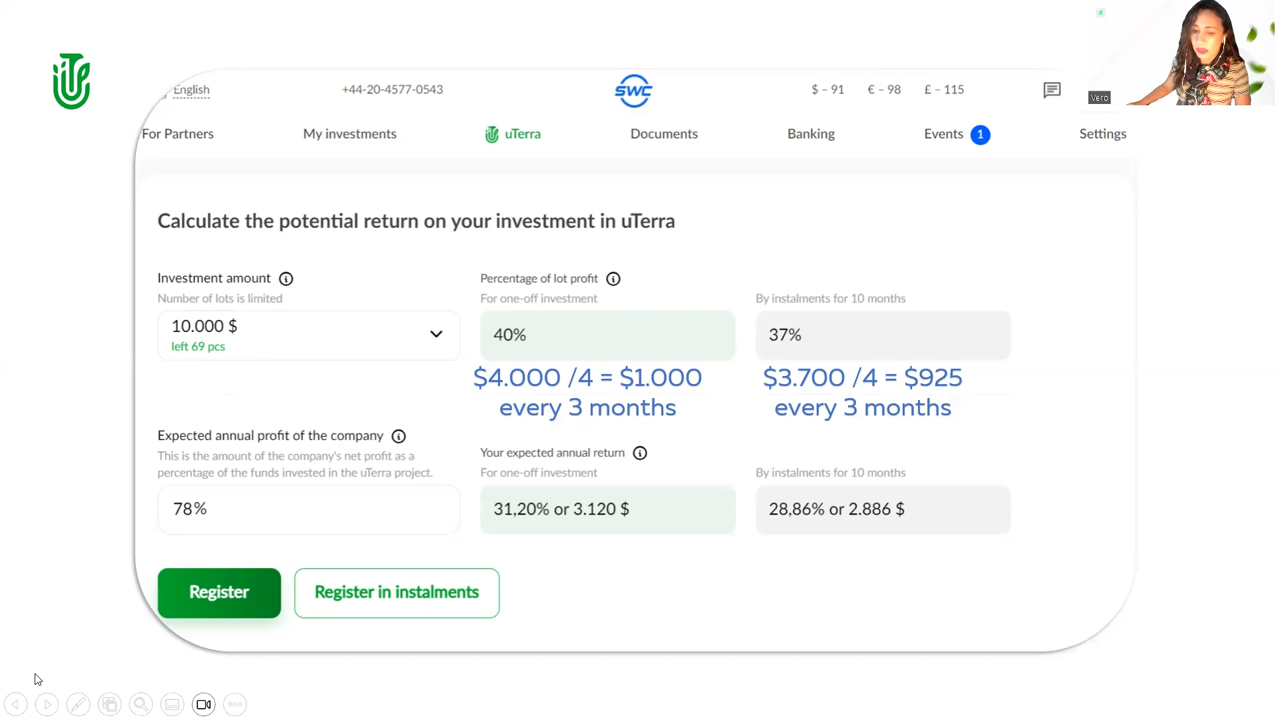 English
+44-20-4577-0543
SWC
$ – 91 € – 98 £ – 115
Vero
For Partners My investments uTerra Documents Banking Events 1 Settings
Calculate the potential return on your investment in uTerra
Investment amount
Number of lots is limited
10.000 $
left 69 pcs
Percentage of lot profit
For one-off investment
40%
By instalments for 10 months
37%
$4.000 /4 = $1.000
every 3 months
$3.700 /4 = $925
every 3 months
Expected annual profit of the company
This is the amount of the company's net profit as a
percentage of the funds invested in the uTerra project.
78%
Your expected annual return
For one-off investment
31,20% or 3.120 $
By instalments for 10 months
28,86% or 2.886 $
Register
Register in instalments